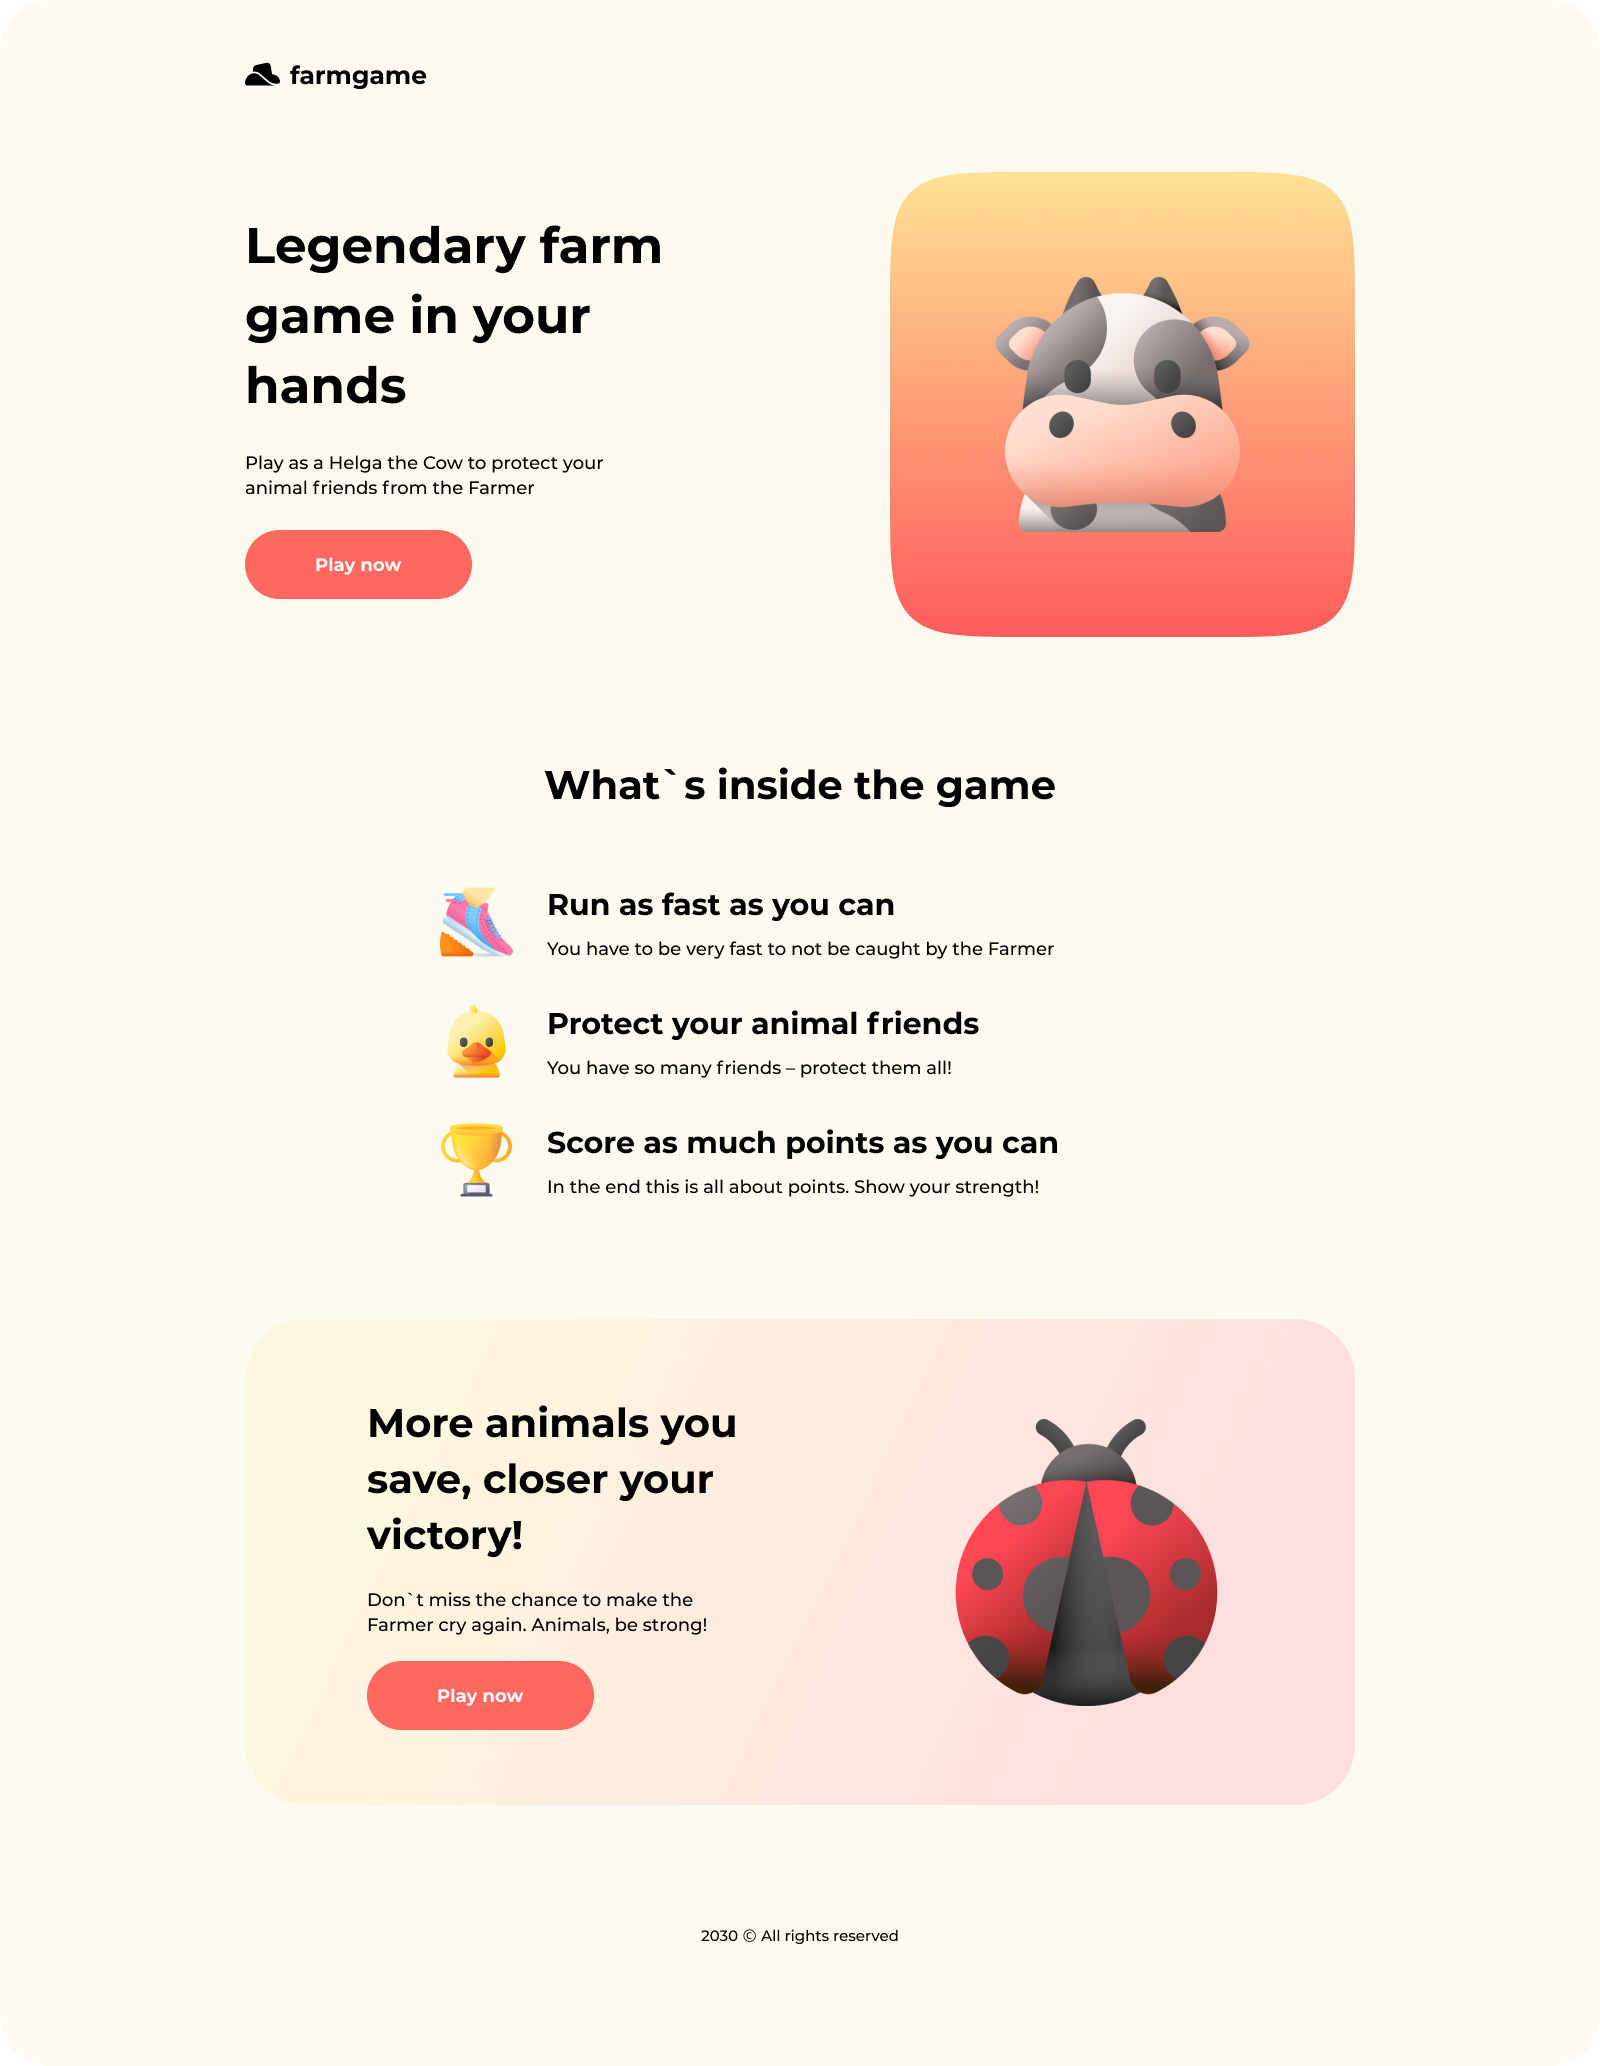 farmgame
Legendary farm
game in your
hands
Play as a Helga the Cow to protect your
animal friends from the Farmer
Play now
What`s inside the game
Run as fast as you can
You have to be very fast to not be caught by the Farmer
Protect your animal friends
You have so many friends – protect them all!
Score as much points as you can
In the end this is all about points. Show your strength!
More animals you
save, closer your
victory!
Don`t miss the chance to make the
Farmer cry again. Animals, be strong!
Play now
2030 © All rights reserved